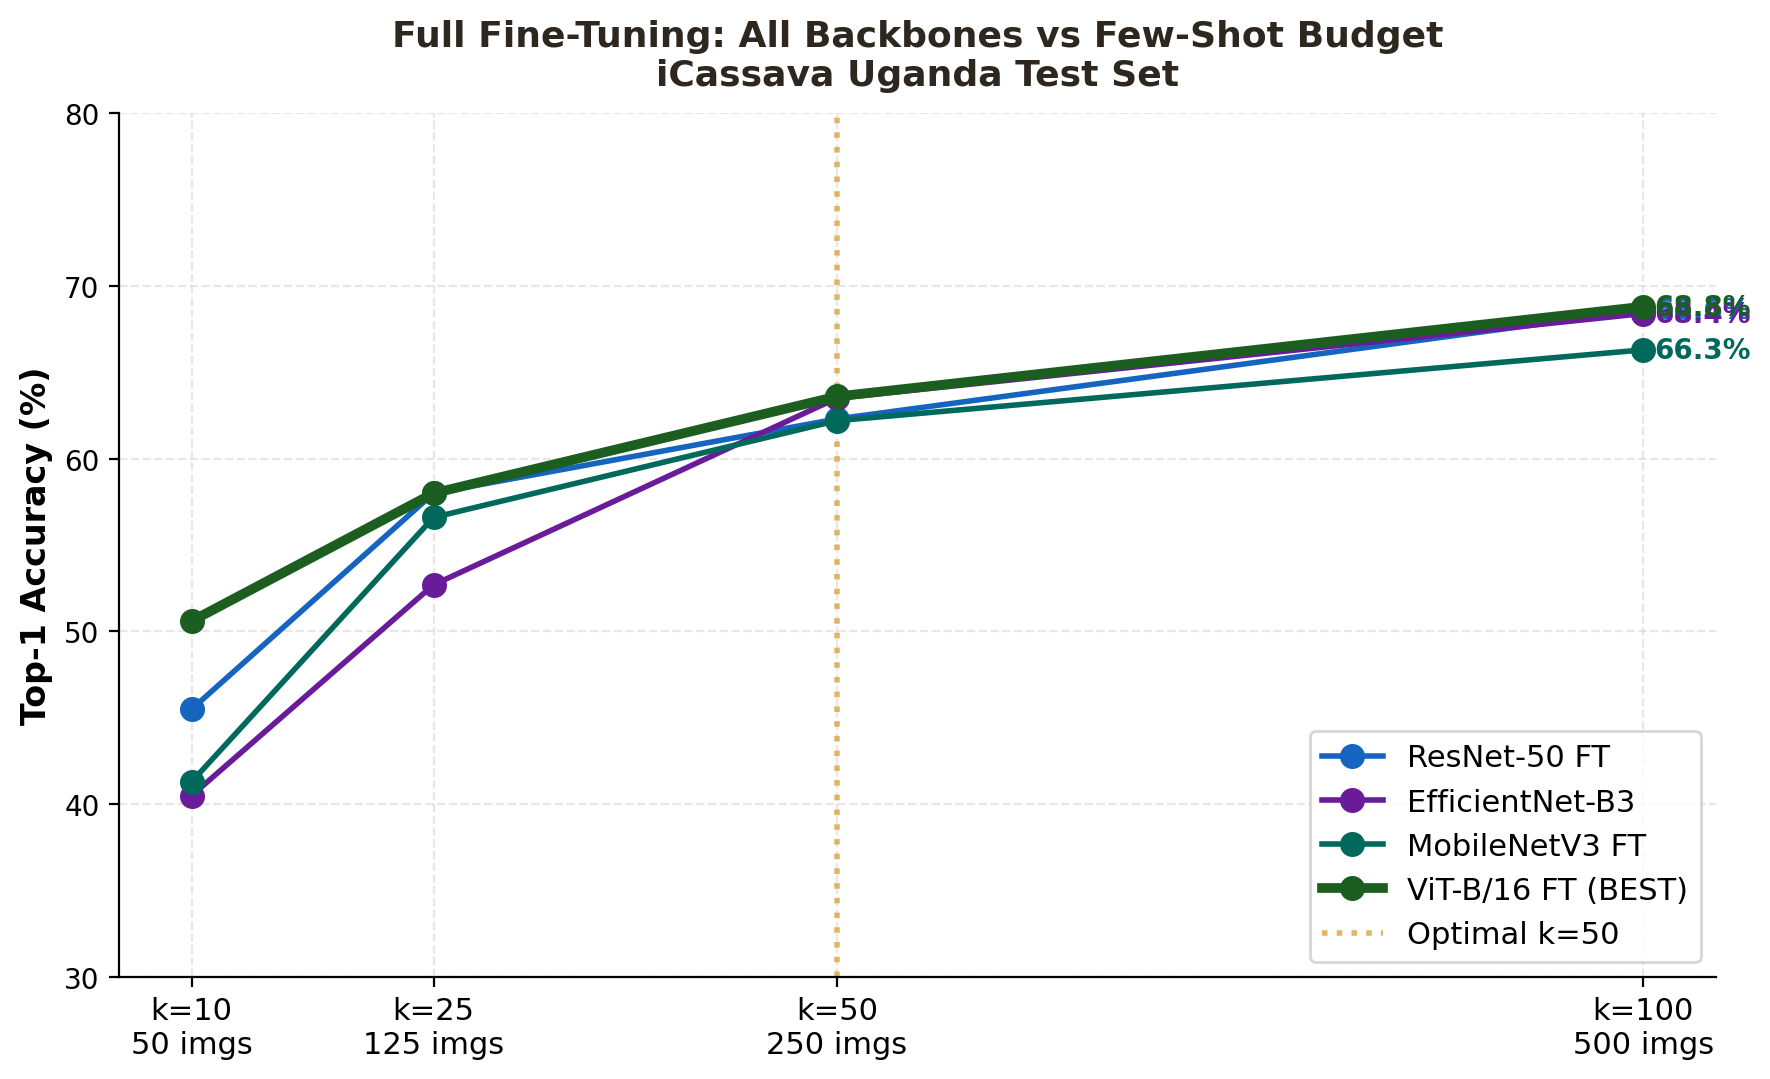 Full Fine-Tuning: All Backbones vs Few-Shot Budget
iCassava Uganda Test Set
Top-1 Accuracy (%)
80
70
60
50
40
30
68.8%
66.3%
ResNet-50 FT
EfficientNet-B3
MobileNetV3 FT
ViT-B/16 FT (BEST)
Optimal k=50
k=10
50 imgs
k=25
125 imgs
k=50
250 imgs
k=100
500 imgs